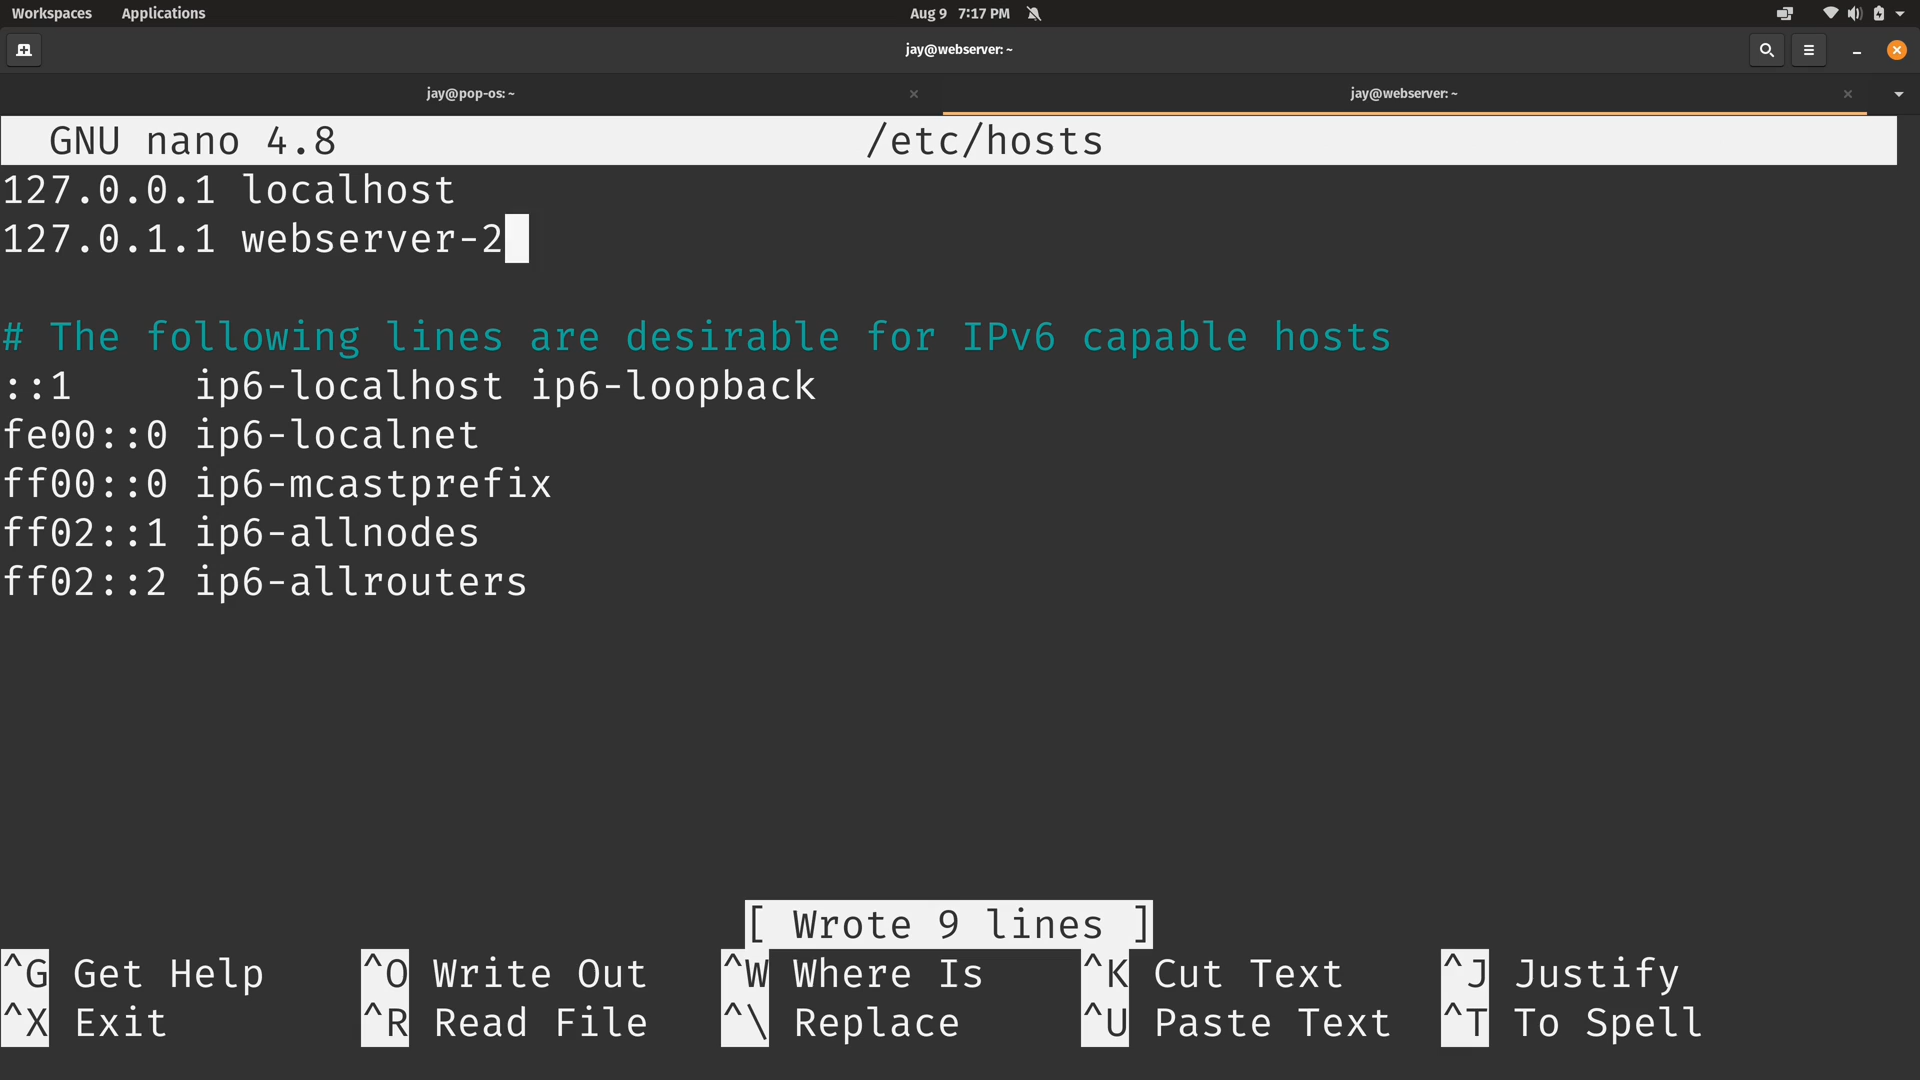 Workspaces Applications Aug 9 7:17 PM
jay@webserver: ~
jay@pop-os: ~ jay@webserver: ~
GNU nano 4.8 /etc/hosts
127.0.0.1 localhost
127.0.1.1 webserver-2
# The following lines are desirable for IPv6 capable hosts
::1 ip6-localhost ip6-loopback
fe00::0 ip6-localnet
ff00::0 ip6-mcastprefix
ff02::1 ip6-allnodes
ff02::2 ip6-allrouters
[ Wrote 9 lines ]
^G Get Help ^O Write Out ^W Where Is ^K Cut Text ^J Justify
^X Exit ^R Read File ^\ Replace ^U Paste Text ^T To Spell